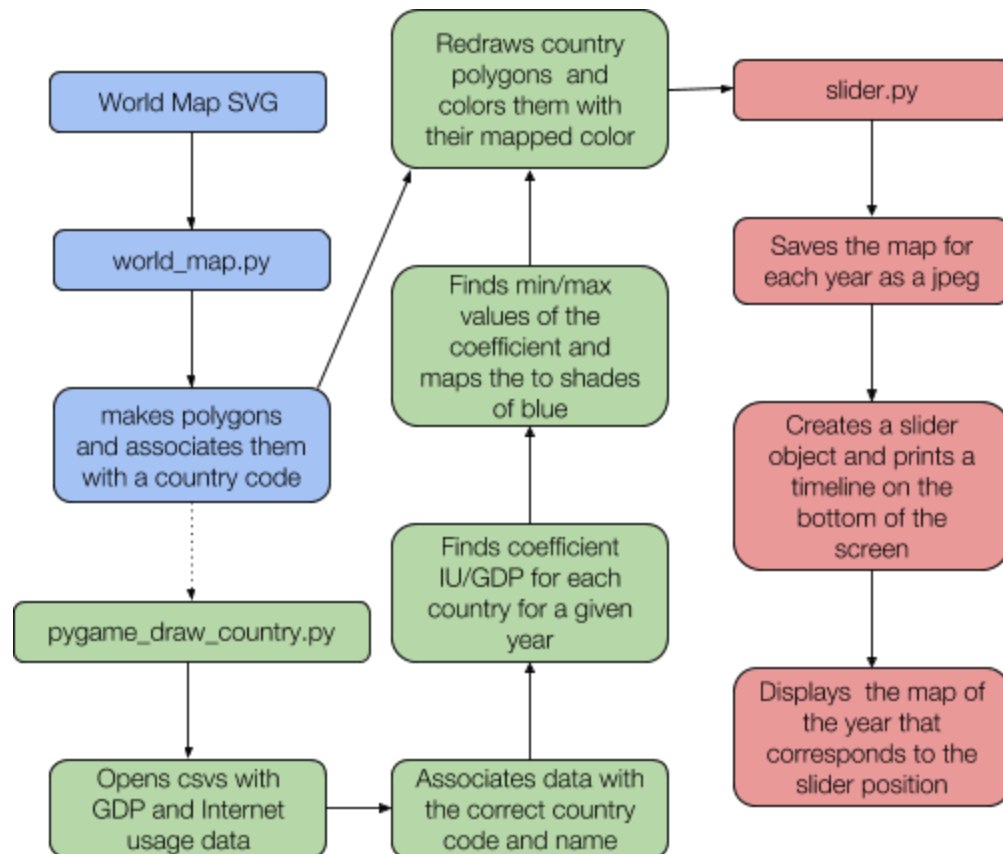 World Map SVG
world_map.py
makes polygons
and associates them
with a country code
pygame_draw_country.py
Opens csvs with
GDP and Internet
usage data
Associates data with
the correct country
code and name
Finds coefficient
IU/GDP for each
country for a given
year
Finds min/max
values of the
coefficient and
maps the to shades
of blue
Redraws country
polygons and
colors them with
their mapped color
slider.py
Saves the map for
each year as a jpeg
Creates a slider
object and prints a
timeline on the
bottom of the
screen
Displays the map of
the year that
corresponds to the
slider position